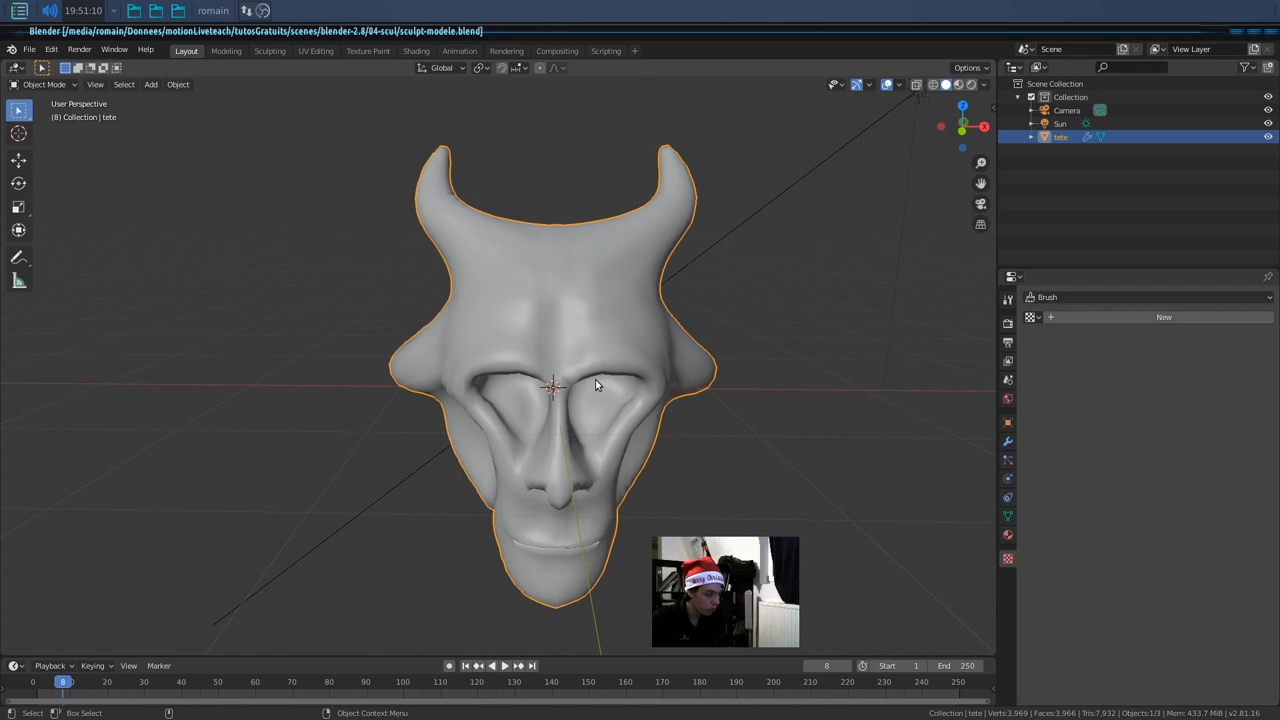 19:51:10 romain
Blender [/media/romain/Donnees/motionLiveteach/tutosGratuits/scenes/blender-2.8/04-scul/sculpt-modele.blend]
File Edit Render Window Help Layout Modeling Sculpting UV Editing Texture Paint Shading Animation Rendering Compositing Scripting + Scene View Layer
Global Options
Object Mode View Select Add Object
User Perspective
(8) Collection | tete
Z
X
Scene Collection
Collection
Camera
Sun
tete
Brush
+ New
Merry Christmas
Playback Keying View Marker 8 Start 1 End 250
0 8 10 20 30 40 50 60 70 80 90 100 110 120 130 140 150 160 170 180 190 200 210 220 230 240 250
Select Box Select Object Context Menu Collection | tete | Verts:3,969 | Faces:3,966 | Tris:7,932 | Objects:1/3 | Mem: 433.7 MiB | v2.81.16